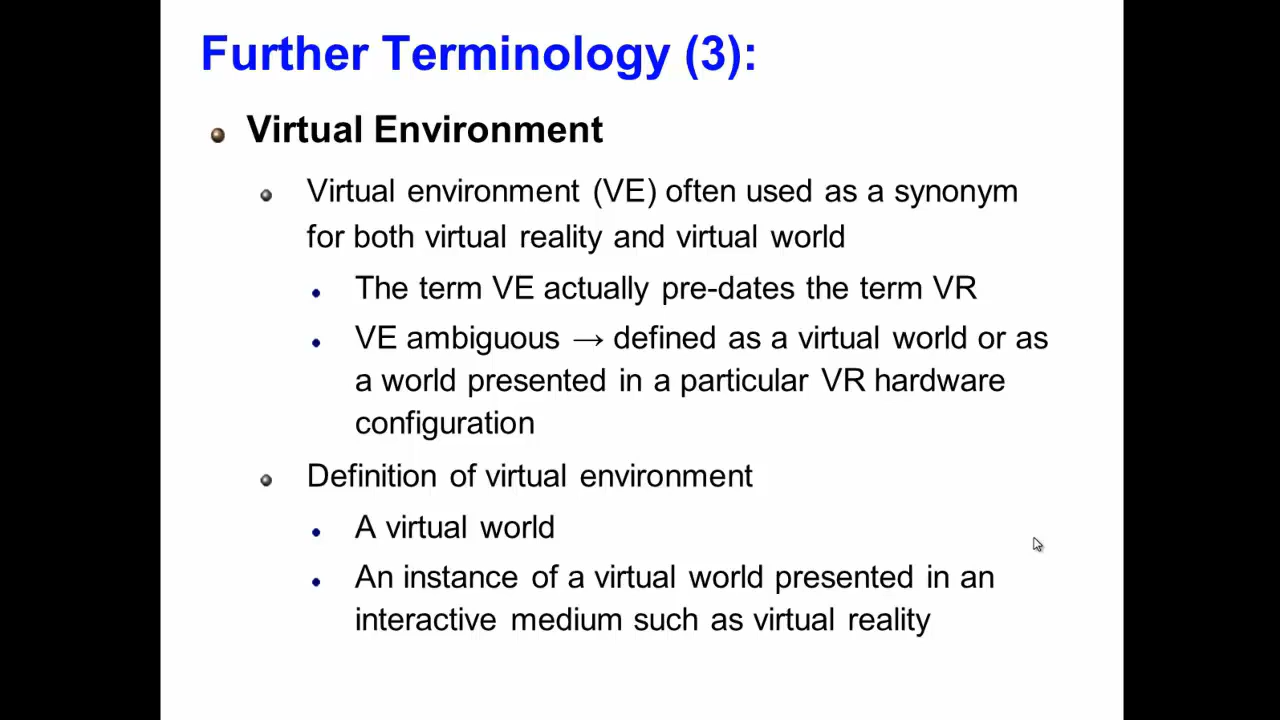 Further Terminology (3):
Virtual Environment
Virtual environment (VE) often used as a synonym
for both virtual reality and virtual world
The term VE actually pre-dates the term VR
VE ambiguous → defined as a virtual world or as
a world presented in a particular VR hardware
configuration
Definition of virtual environment
A virtual world
An instance of a virtual world presented in an
interactive medium such as virtual reality